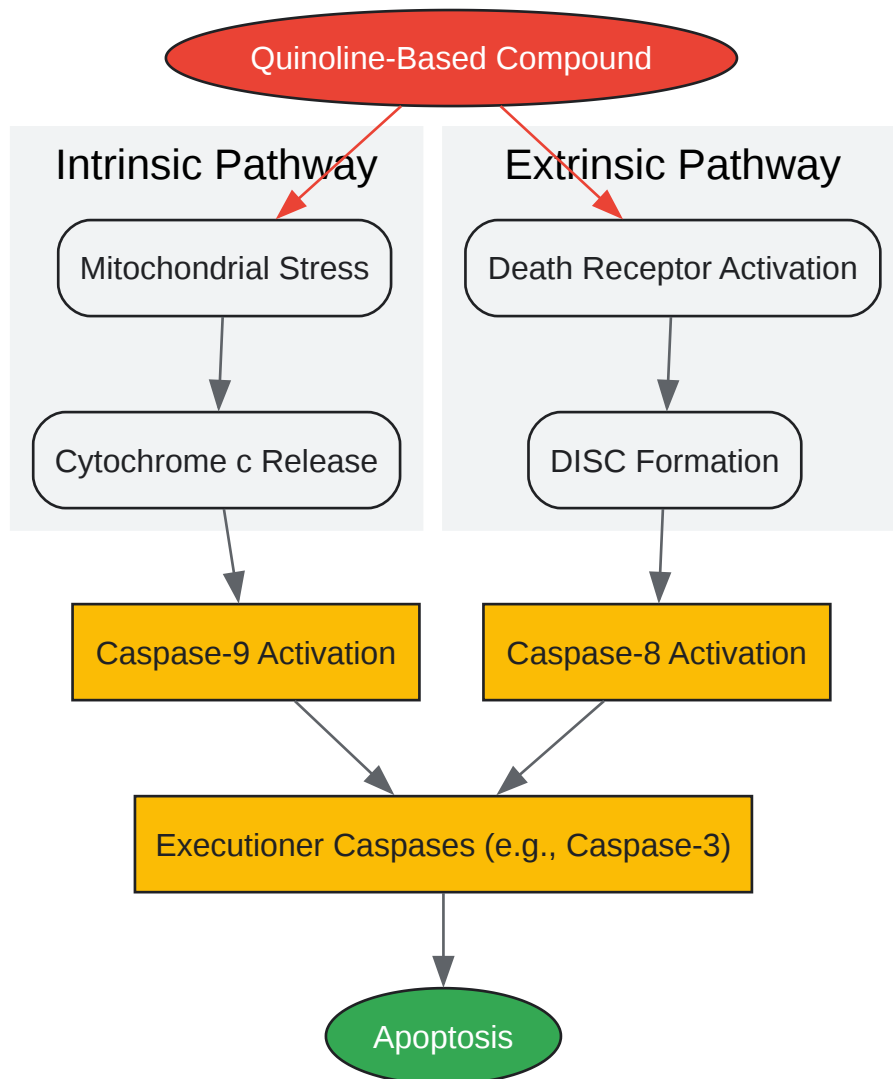 Quinoline-Based Compound
Intrinsic Pathway
Extrinsic Pathway
Mitochondrial Stress
Death Receptor Activation
Cytochrome c Release
DISC Formation
Caspase-9 Activation
Caspase-8 Activation
Executioner Caspases (e.g., Caspase-3)
Apoptosis